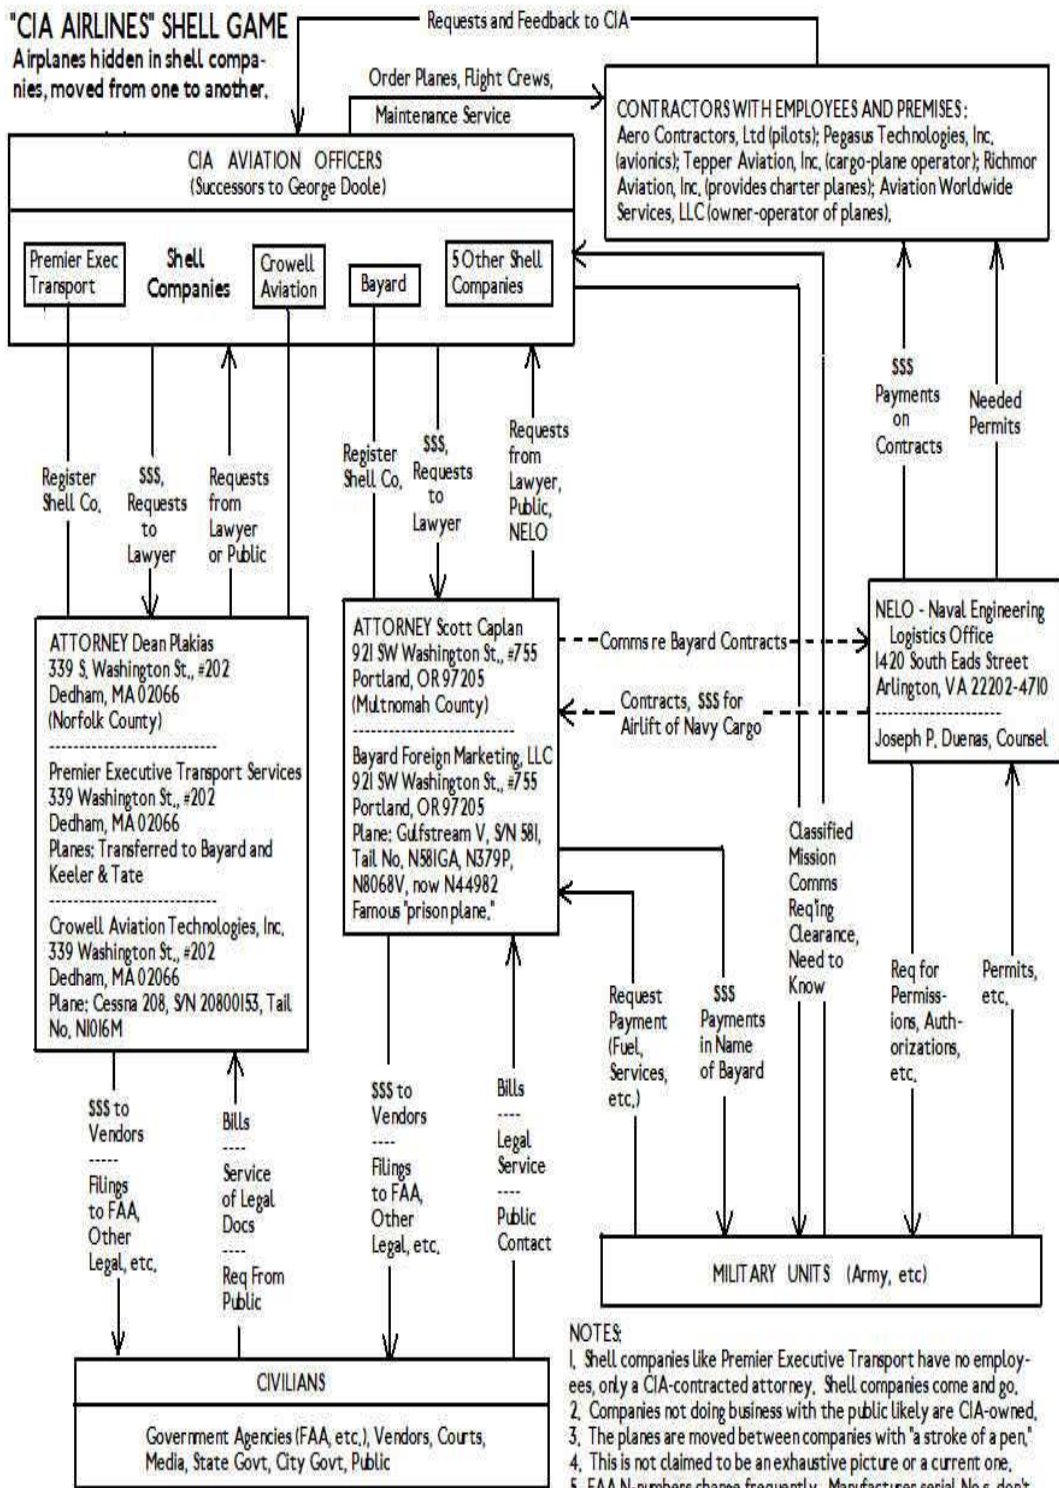 "CIA AIRLINES" SHELL GAME
Airplanes hidden in shell compa-
nies, moved from one to another.
Requests and Feedback to CIA
Order Planes, Flight Crews,
Maintenance Service
CONTRACTORS WITH EMPLOYEES AND PREMISES:
Aero Contractors, Ltd (pilots); Pegasus Technologies, Inc.
(avionics); Tepper Aviation, Inc. (cargo-plane operator); Richmor
Aviation, Inc. (provides charter planes); Aviation Worldwide
Services, LLC (owner-operator of planes).
CIA AVIATION OFFICERS
(Successors to George Doole)
Premier Exec
Transport
Shell
Companies
Crowell
Aviation
Bayard
5 Other Shell
Companies
Register
Shell Co.
$$$,
Requests
to
Lawyer
Requests
from
Lawyer
or Public
Register
Shell Co.
$$$,
Requests
to
Lawyer
Requests
from
Lawyer,
Public,
NELO
$$$
Payments
on
Contracts
Needed
Permits
ATTORNEY Dean Plakias
339 S. Washington St., #202
Dedham, MA 02066
(Norfolk County)
----------------------------
Premier Executive Transport Services
339 Washington St., #202
Dedham, MA 02066
Planes: Transferred to Bayard and
Keeler & Tate
----------------------------
Crowell Aviation Technologies, Inc.
339 Washington St., #202
Dedham, MA 02066
Plane: Cessna 208, S/N 20800153, Tail
No. N1016M
ATTORNEY Scott Caplan
921 SW Washington St., #755
Portland, OR 97205
(Multnomah County)
---------------------------
Bayard Foreign Marketing, LLC
921 SW Washington St., #755
Portland, OR 97205
Plane: Gulfstream V, S/N 581,
Tail No. N581GA, N379P,
N8068V, now N44982
Famous "prison plane."
Comms re Bayard Contracts
Contracts, $$$ for
Airlift of Navy Cargo
NELO - Naval Engineering
Logistics Office
1420 South Eads Street
Arlington, VA 22202-4710
---------------------
Joseph P. Duenas, Counsel
Classified
Mission
Comms
Req'ing
Clearance,
Need to
Know
Request
Payment
(Fuel,
Services,
etc.)
$$$
Payments
in Name
of Bayard
Req for
Permiss-
ions, Auth-
orizations,
etc.
Permits,
etc.
$$$ to
Vendors
-----
Filings
to FAA,
Other
Legal, etc.
Bills
----
Service
of Legal
Docs
----
Req From
Public
$$$ to
Vendors
----
Filings
to FAA,
Other
Legal, etc.
Bills
----
Legal
Service
----
Public
Contact
MILITARY UNITS (Army, etc)
CIVILIANS
Government Agencies (FAA, etc.), Vendors, Courts,
Media, State Govt, City Govt, Public
NOTES:
1. Shell companies like Premier Executive Transport have no employ-
ees, only a CIA-contracted attorney. Shell companies come and go.
2. Companies not doing business with the public likely are CIA-owned.
3. The planes are moved between companies with "a stroke of a pen."
4. This is not claimed to be an exhaustive picture or a current one.
5. FAA N-numbers change frequently. Manufacturer serial No.s don't